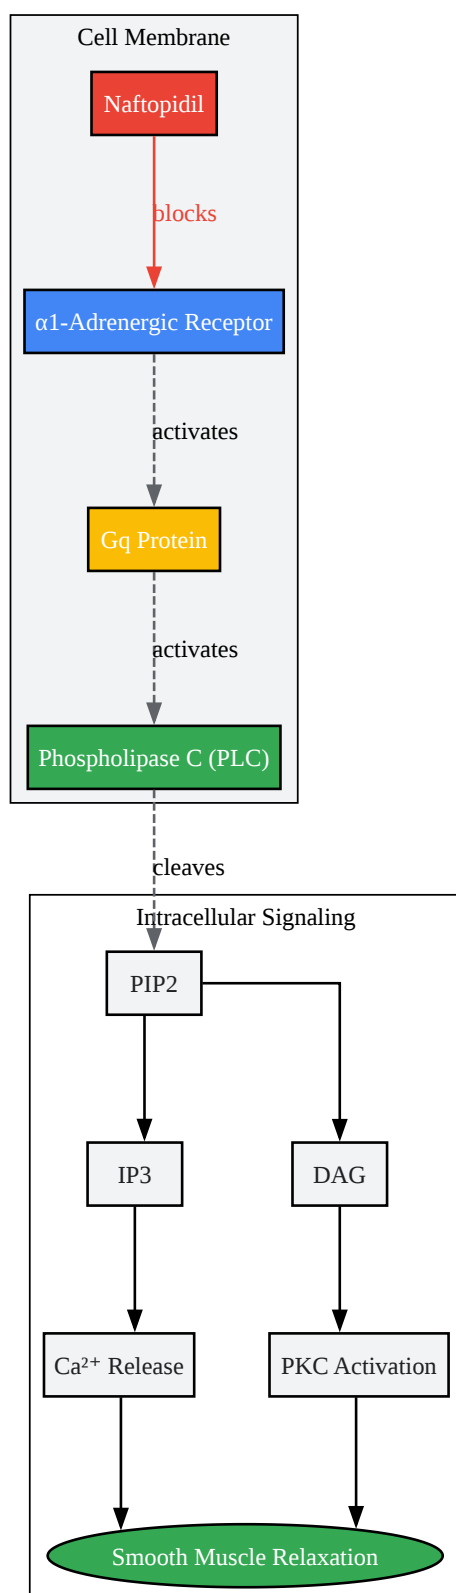 Cell Membrane
Naftopidil
blocks
α1-Adrenergic Receptor
activates
Gq Protein
activates
Phospholipase C (PLC)
cleaves
Intracellular Signaling
PIP2
IP3
DAG
Ca²⁺ Release
PKC Activation
Smooth Muscle Relaxation